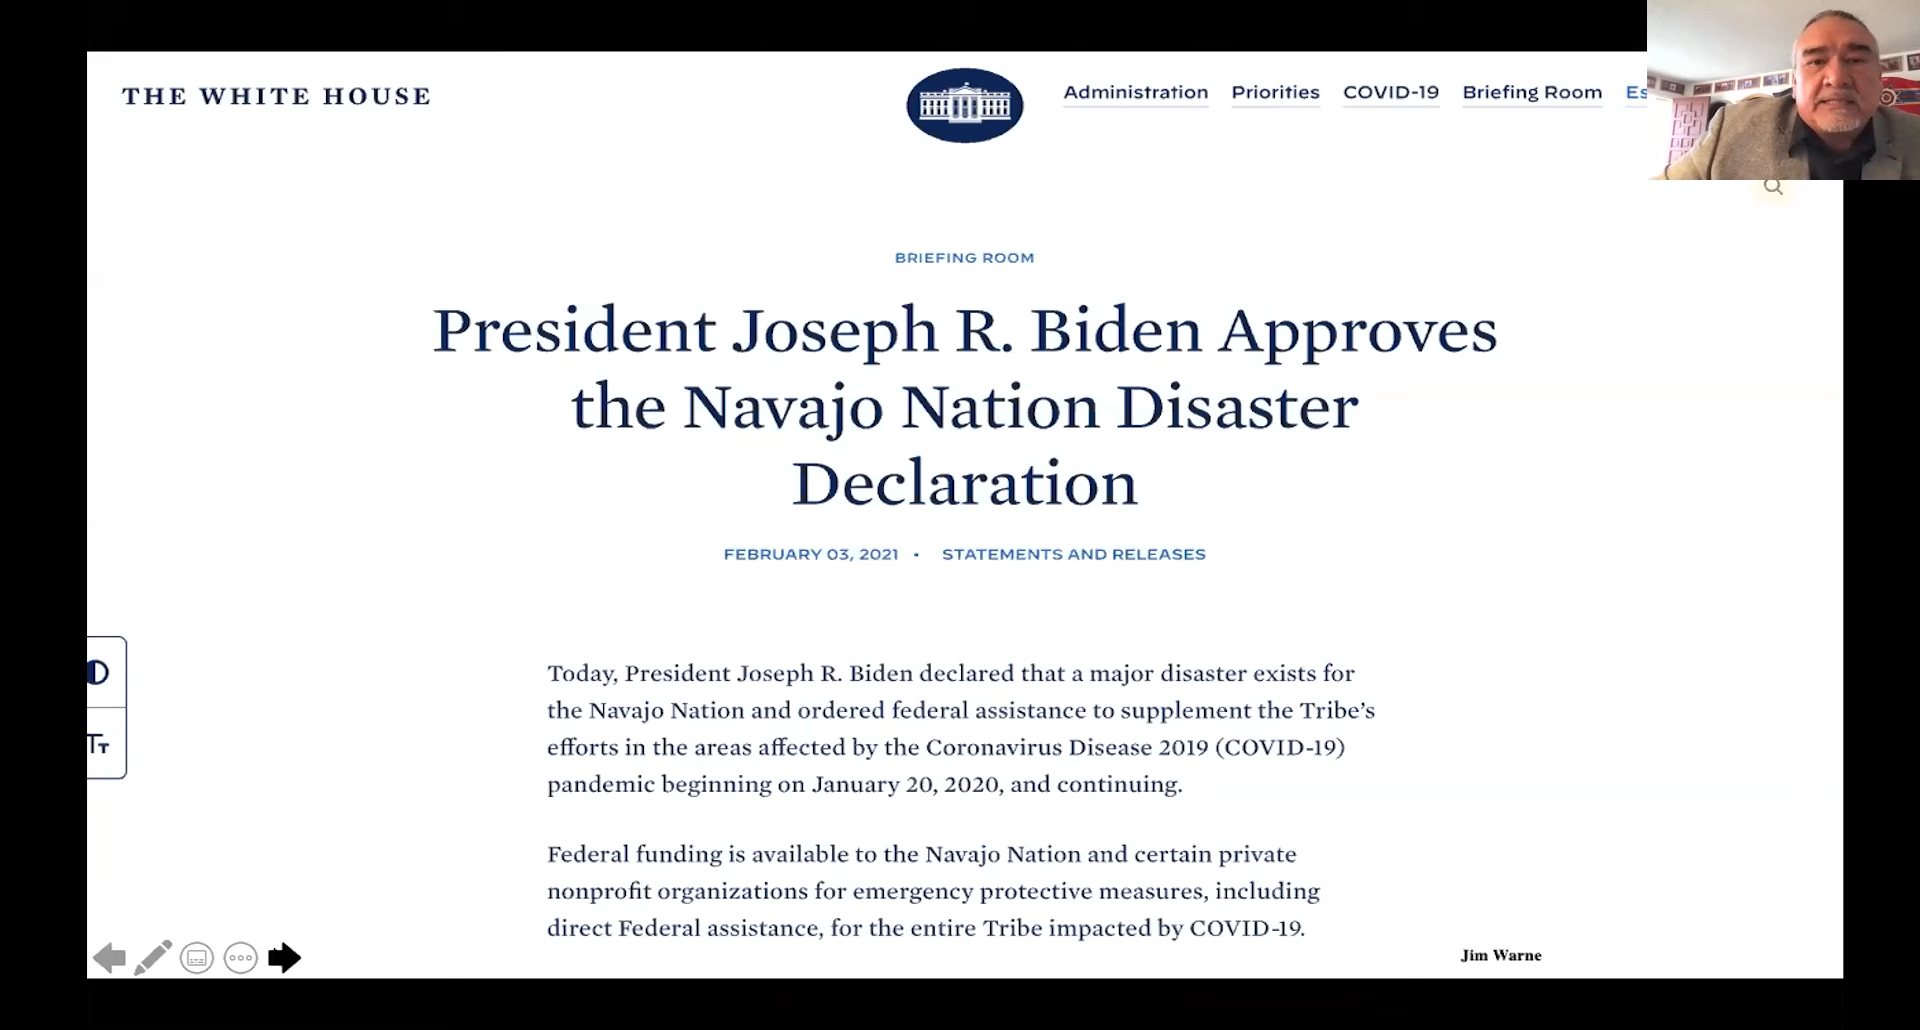 THE WHITE HOUSE
Administration Priorities COVID-19 Briefing Room Es
BRIEFING ROOM
President Joseph R. Biden Approves
the Navajo Nation Disaster
Declaration
FEBRUARY 03, 2021 • STATEMENTS AND RELEASES
Today, President Joseph R. Biden declared that a major disaster exists for
the Navajo Nation and ordered federal assistance to supplement the Tribe’s
efforts in the areas affected by the Coronavirus Disease 2019 (COVID-19)
pandemic beginning on January 20, 2020, and continuing.
Federal funding is available to the Navajo Nation and certain private
nonprofit organizations for emergency protective measures, including
direct Federal assistance, for the entire Tribe impacted by COVID-19.
Jim Warne
Tт